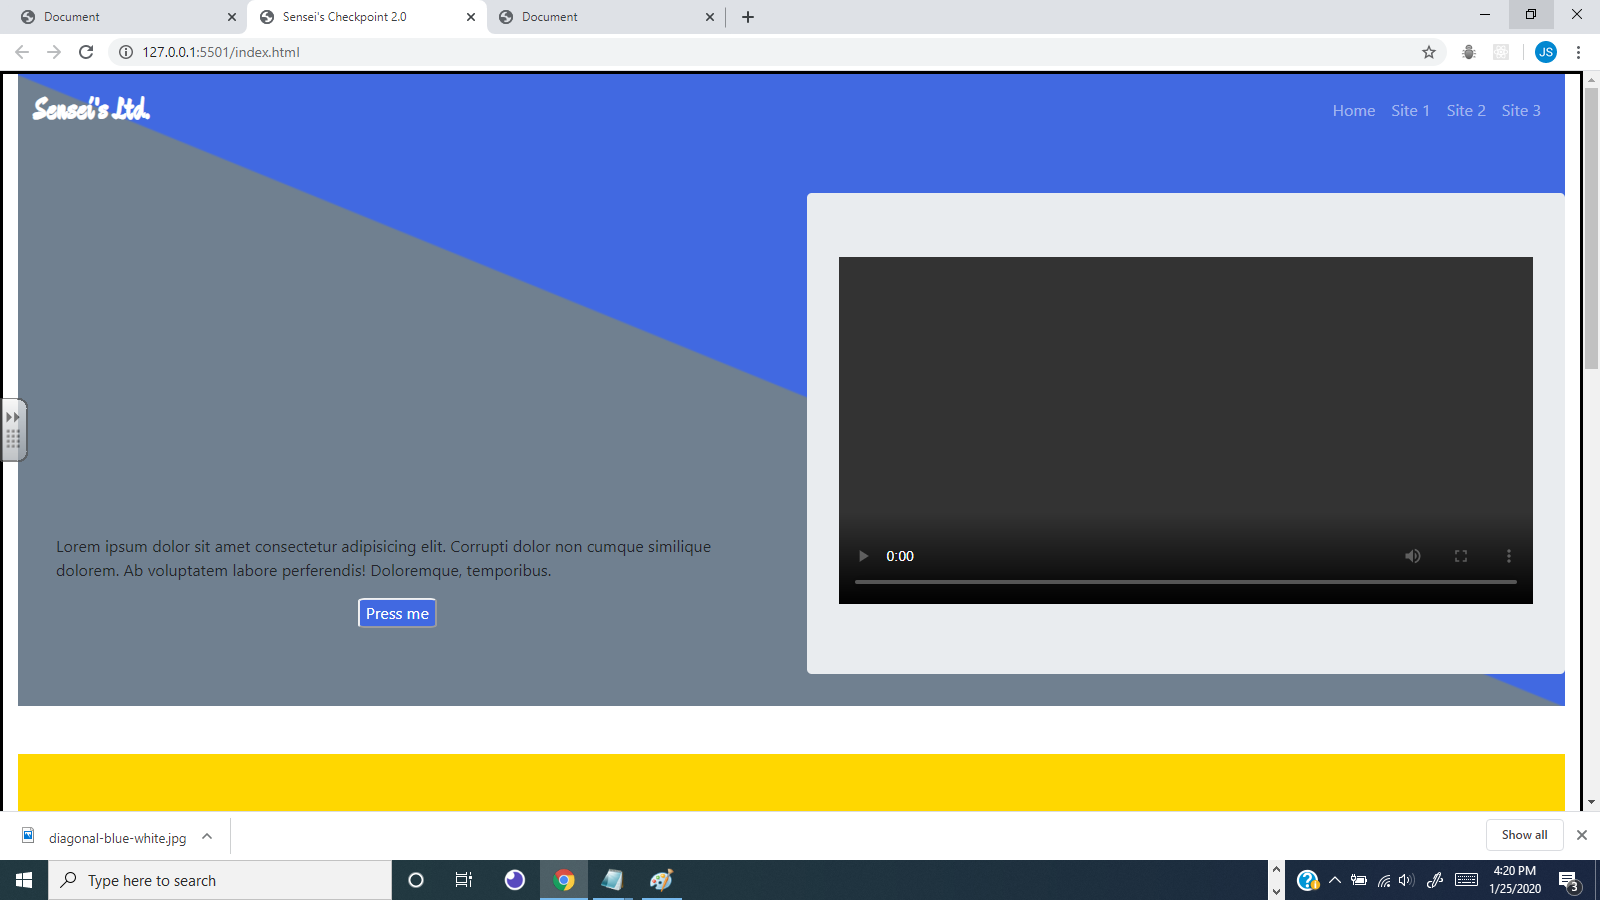 Document
Sensei's Checkpoint 2.0
Document
127.0.0.1:5501/index.html
JS
Sensei's Ltd.
Home Site 1 Site 2 Site 3
Lorem ipsum dolor sit amet consectetur adipisicing elit. Corrupti dolor non cumque similique
dolorem. Ab voluptatem labore perferendis! Doloremque, temporibus.
Press me
0:00
diagonal-blue-white.jpg
Show all
Type here to search
4:20 PM
1/25/2020
3